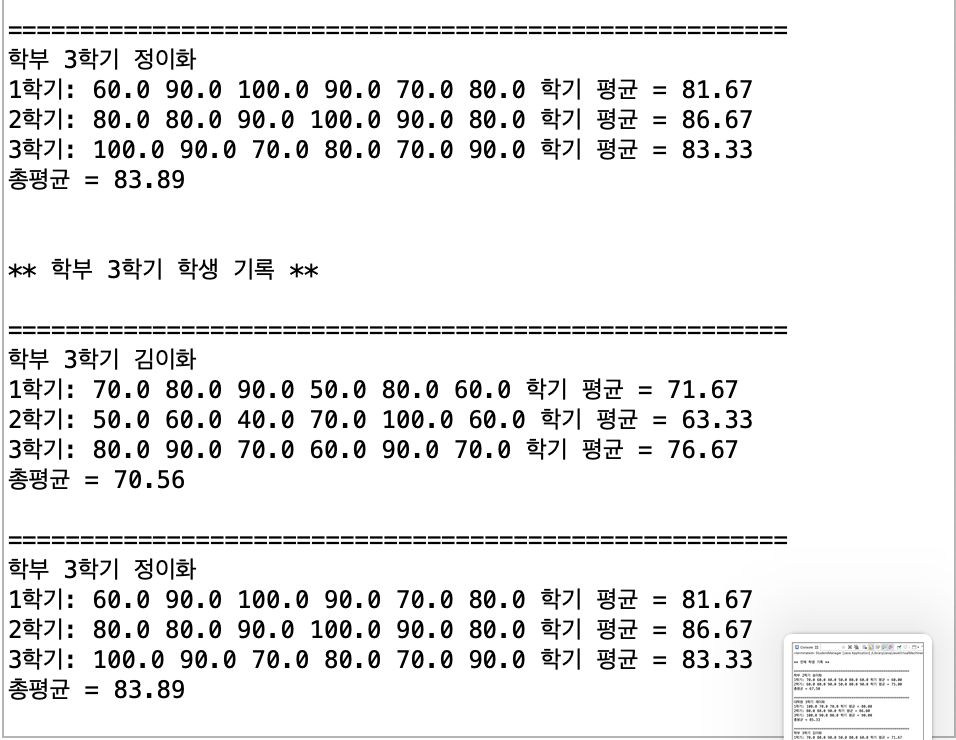 =======================================================
학부 3학기 정이화
1학기: 60.0 90.0 100.0 90.0 70.0 80.0 학기 평균 = 81.67
2학기: 80.0 80.0 90.0 100.0 90.0 80.0 학기 평균 = 86.67
3학기: 100.0 90.0 70.0 80.0 70.0 90.0 학기 평균 = 83.33
총평균 = 83.89
** 학부 3학기 학생 기록 **
=======================================================
학부 3학기 김이화
1학기: 70.0 80.0 90.0 50.0 80.0 60.0 학기 평균 = 71.67
2학기: 50.0 60.0 40.0 70.0 100.0 60.0 학기 평균 = 63.33
3학기: 80.0 90.0 70.0 60.0 90.0 70.0 학기 평균 = 76.67
총평균 = 70.56
=======================================================
학부 3학기 정이화
1학기: 60.0 90.0 100.0 90.0 70.0 80.0 학기 평균 = 81.67
2학기: 80.0 80.0 90.0 100.0 90.0 80.0 학기 평균 = 86.67
3학기: 100.0 90.0 70.0 80.0 70.0 90.0 학기 평균 = 83.33
총평균 = 83.89